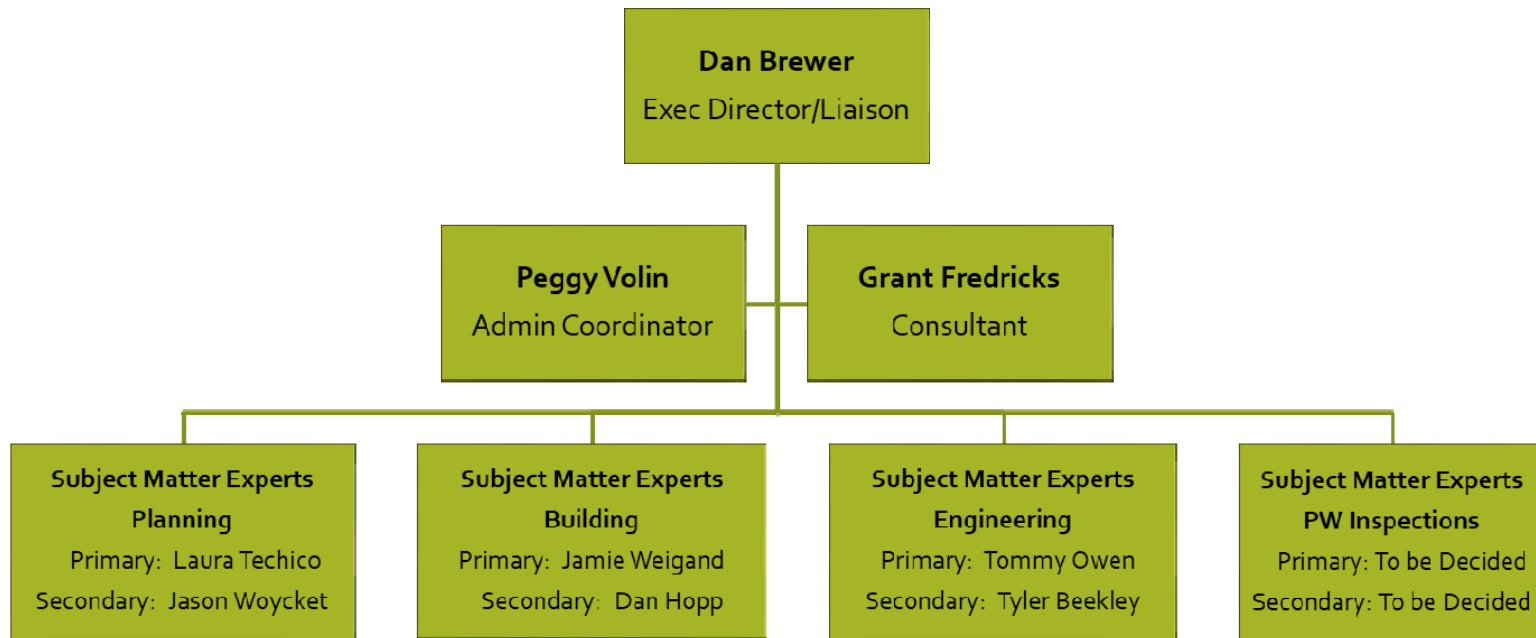 Dan Brewer
Exec Director/Liaison
Peggy Volin
Admin Coordinator
Grant Fredricks
Consultant
Subject Matter Experts
Planning
Primary: Laura Techico
Secondary: Jason Woycket
Subject Matter Experts
Building
Primary: Jamie Weigand
Secondary: Dan Hopp
Subject Matter Experts
Engineering
Primary: Tommy Owen
Secondary: Tyler Beekley
Subject Matter Experts
PW Inspections
Primary: To be Decided
Secondary: To be Decided